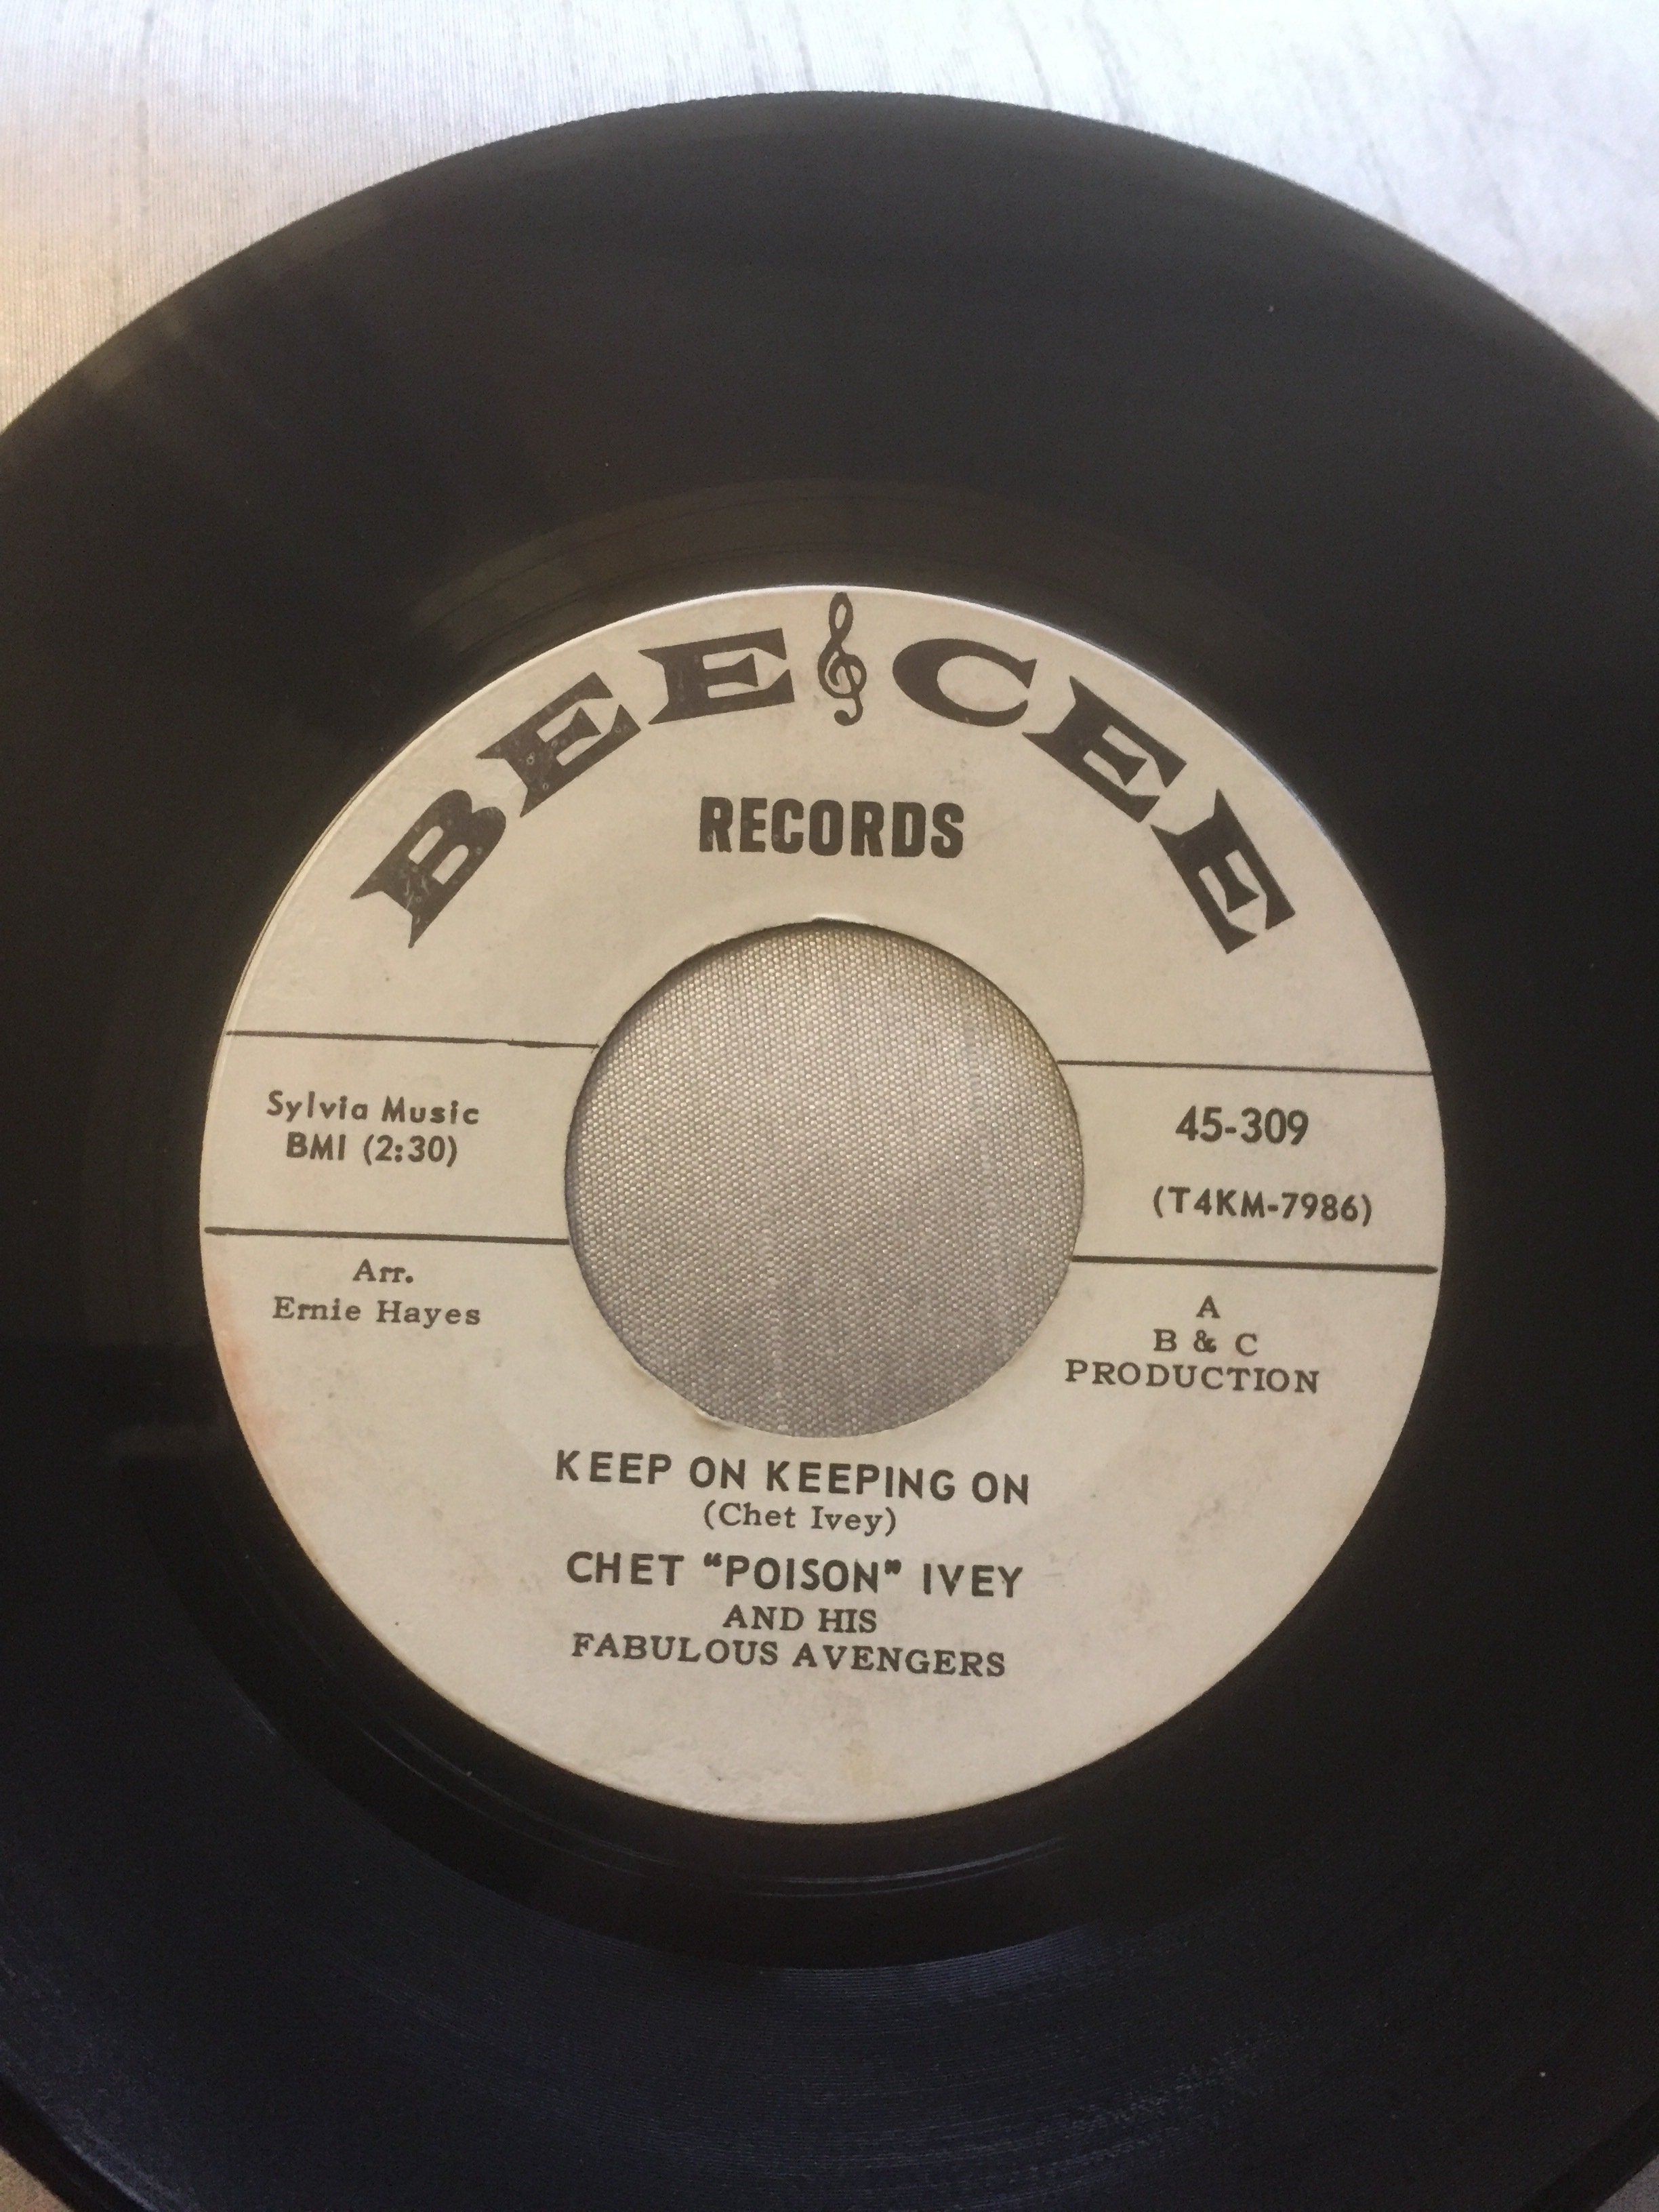 BEE CEE
RECORDS
Sylvia Music
BMI (2:30)
45-309
(T4KM-7986)
Arr.
Ernie Hayes
A
B & C
PRODUCTION
KEEP ON KEEPING ON
(Chet Ivey)
CHET "POISON" IVEY
AND HIS
FABULOUS AVENGERS